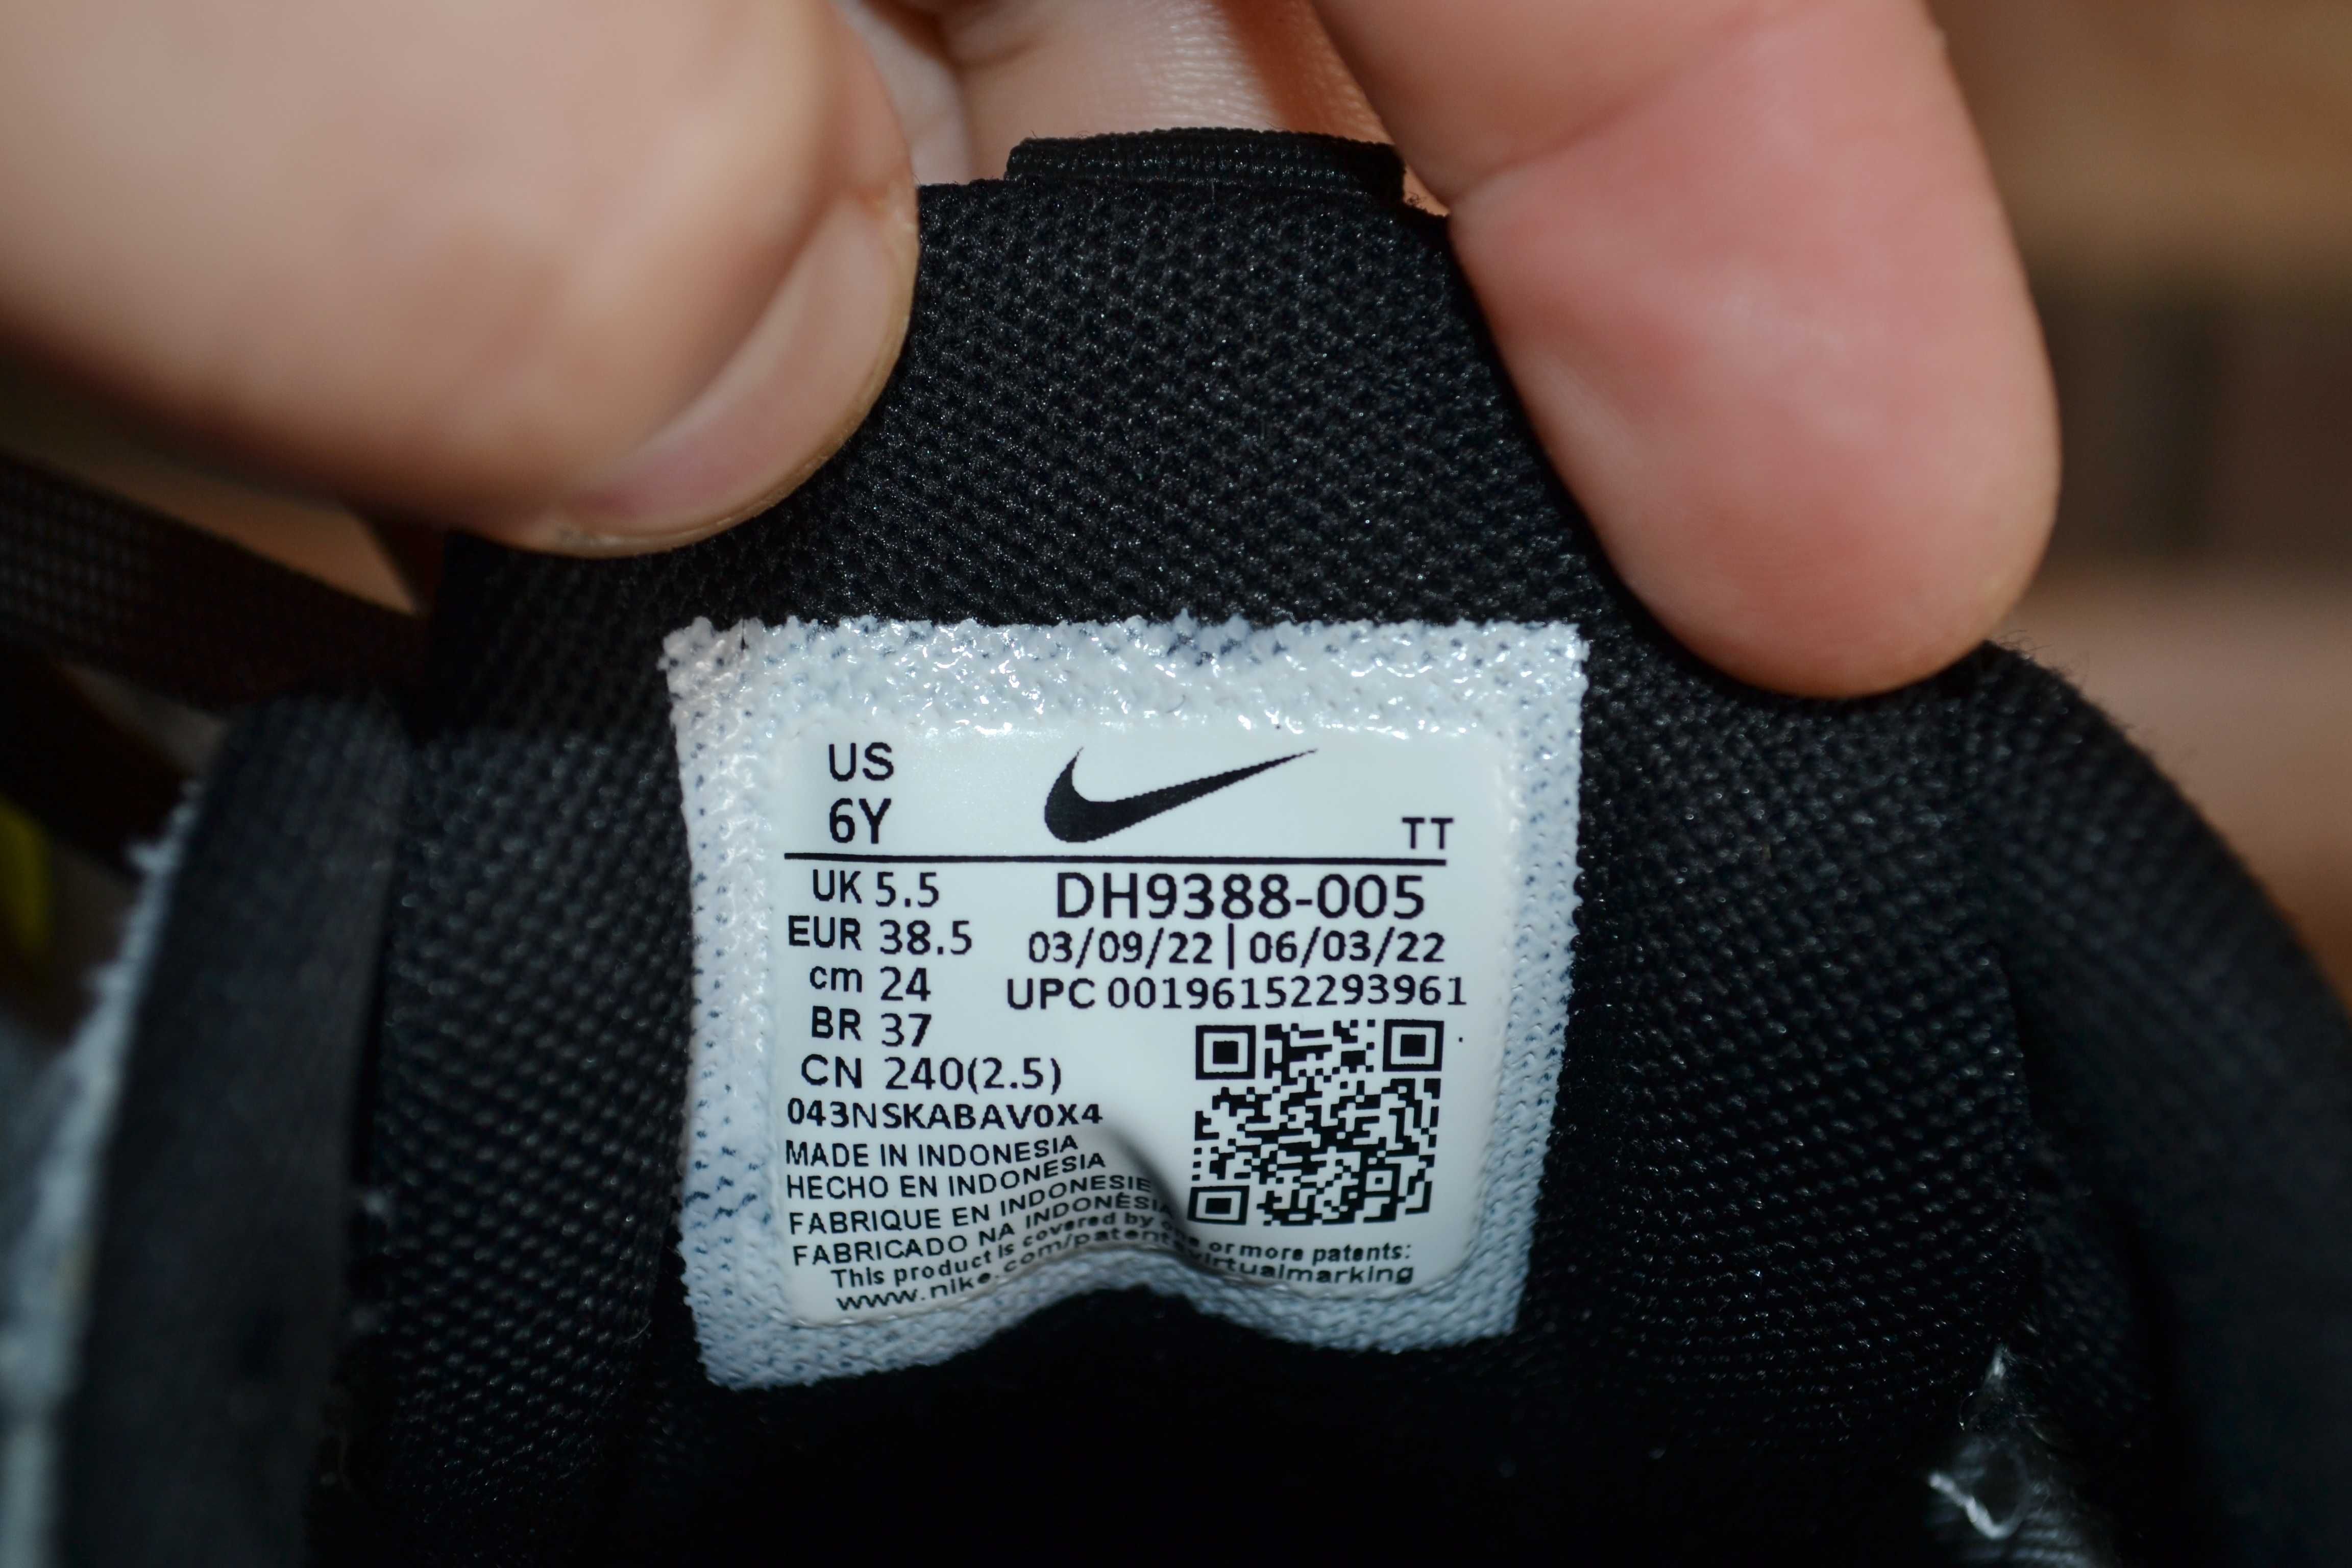 US
6Y
TT
UK 5.5
EUR 38.5
cm 24
BR 37
CN 240(2.5)
DH9388-005
03/09/22 | 06/03/22
UPC 00196152293961
043NSKABAV0X4
MADE IN INDONESIA
HECHO EN INDONESIA
FABRIQUE EN INDONESIE
FABRICADO NA INDONÉSIA
This product is covered by one or more patents:
www.nike.com/patentvirtualmarking